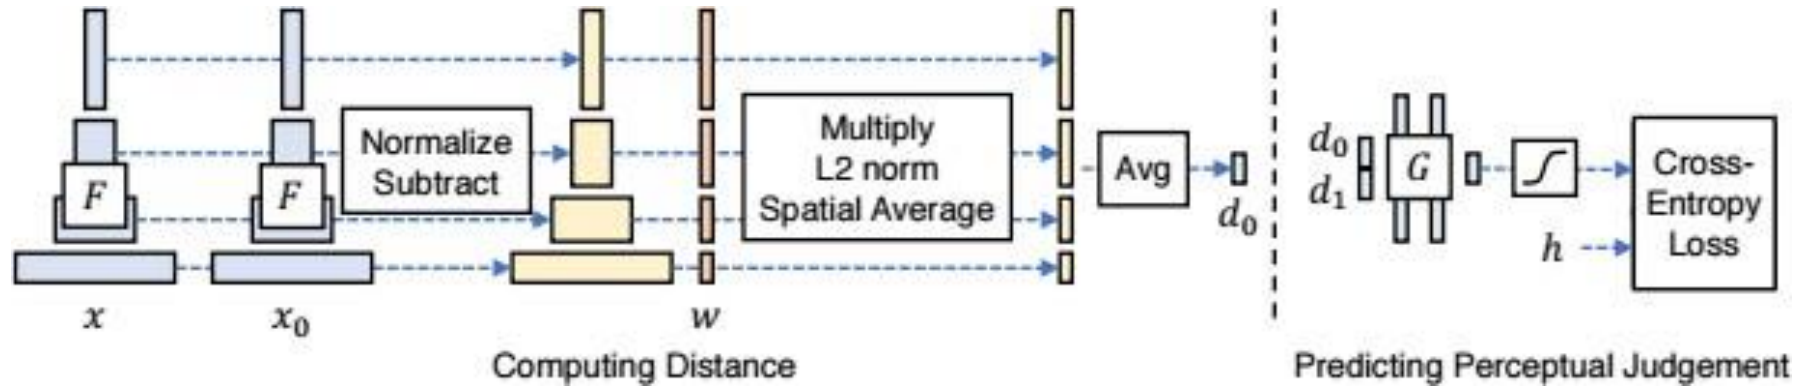 F
F
Normalize
Subtract
Multiply
L2 norm
Spatial Average
Avg
d₀
x
x₀
w
Computing Distance
d₀
d₁
G
h
Cross-
Entropy
Loss
Predicting Perceptual Judgement